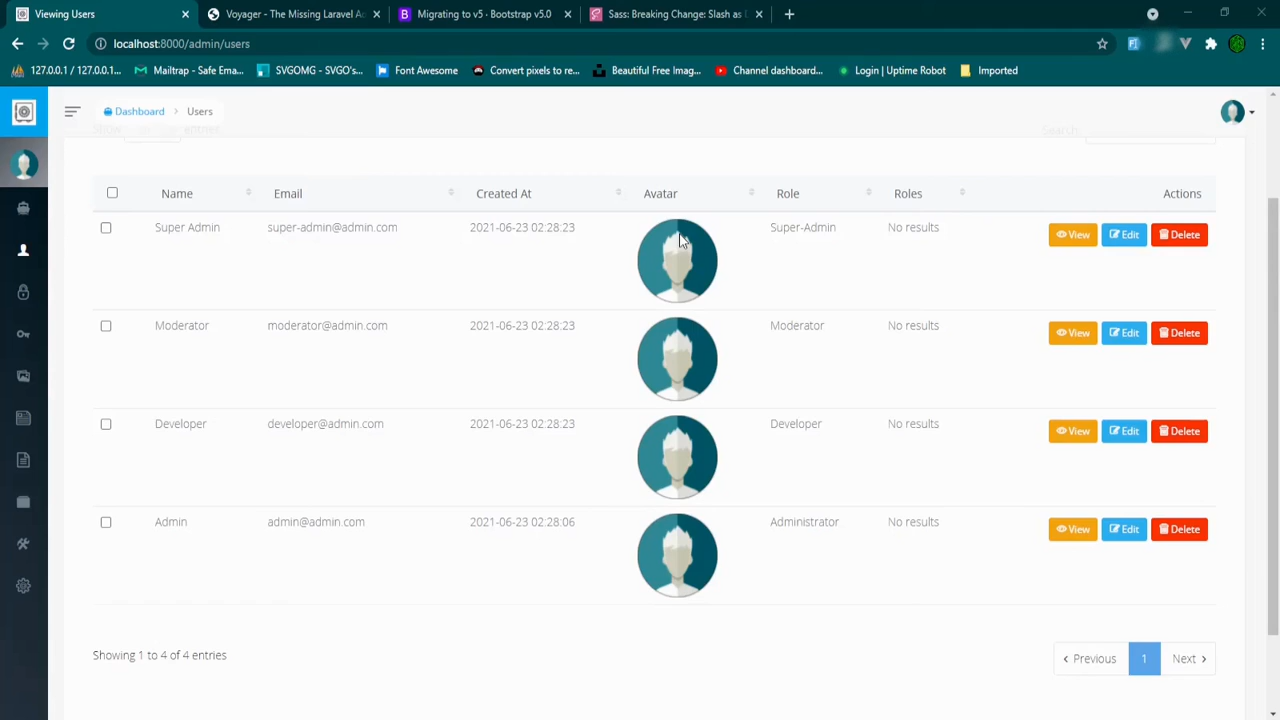 Viewing Users
Voyager - The Missing Laravel Ad
Migrating to v5 · Bootstrap v5.0
Sass: Breaking Change: Slash as D
localhost:8000/admin/users
127.0.0.1 / 127.0.0.1...
Mailtrap - Safe Ema...
SVGOMG - SVGO's...
Font Awesome
Convert pixels to re...
Beautiful Free Imag...
Channel dashboard...
Login | Uptime Robot
Imported
Dashboard > Users
Show entries
Search:
Name Email Created At Avatar Role Roles Actions
Super Admin super-admin@admin.com 2021-06-23 02:28:23 Super-Admin No results View Edit Delete
Moderator moderator@admin.com 2021-06-23 02:28:23 Moderator No results View Edit Delete
Developer developer@admin.com 2021-06-23 02:28:23 Developer No results View Edit Delete
Admin admin@admin.com 2021-06-23 02:28:06 Administrator No results View Edit Delete
Showing 1 to 4 of 4 entries
Previous 1 Next